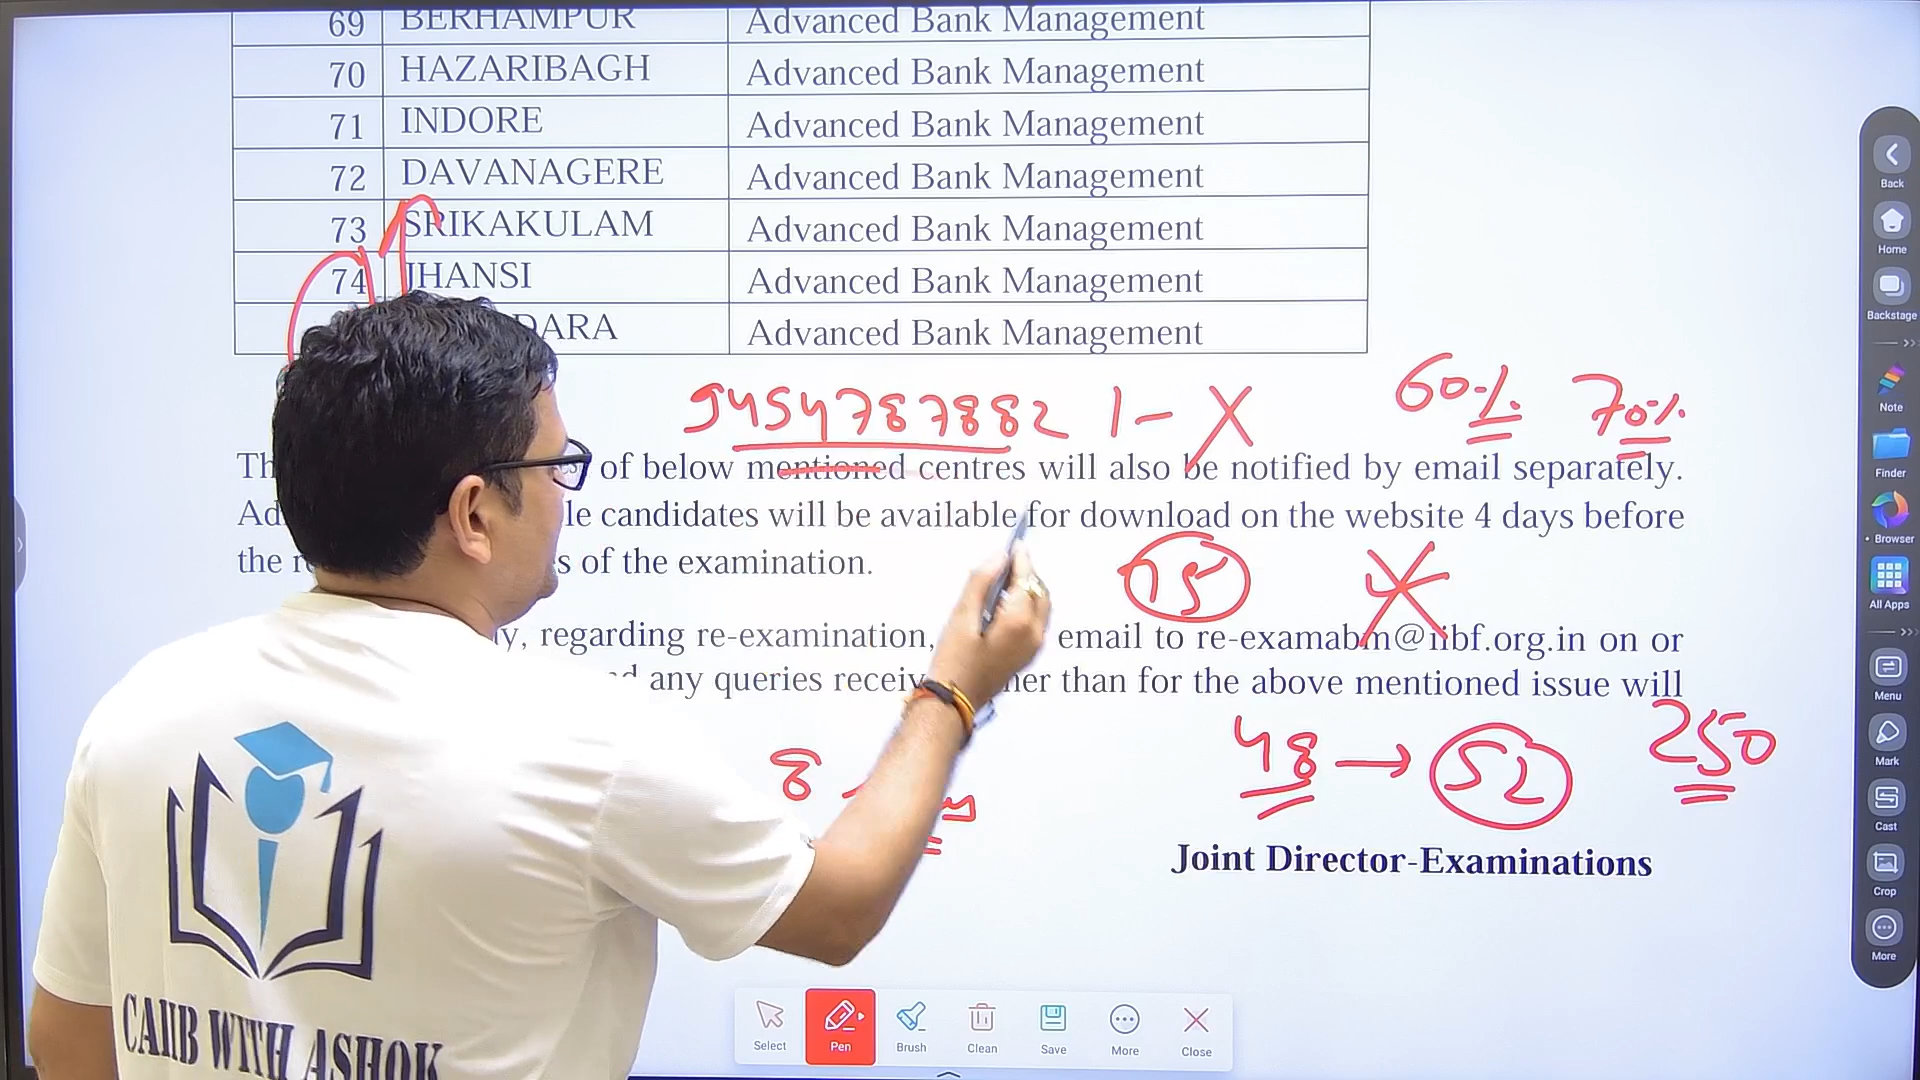 69 BERHAMPUR Advanced Bank Management
70 HAZARIBAGH Advanced Bank Management
71 INDORE Advanced Bank Management
72 DAVANAGERE Advanced Bank Management
73 SRIKAKULAM Advanced Bank Management
74 JHANSI Advanced Bank Management
DARA Advanced Bank Management
9454787882 1- X 60% 70%
of below mentioned centres will also be notified by email separately.
candidates will be available for download on the website 4 days before
the of the examination.
15
regarding re-examination, email to re-examabm@iibf.org.in on or
any queries than for the above mentioned issue will
8 48 → 52 250
Joint Director-Examinations
CAIIB WITH ASHOK
Select Pen Brush Clean Save More Close
Back
Home
Backstage
Note
Finder
Browser
All Apps
Menu
Mark
Cast
Crop
More